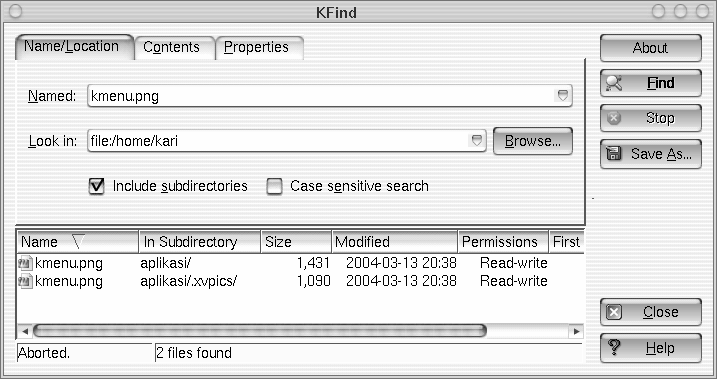 KFind
Name/Location Contents Properties
About
Named: kmenu.png
Find
Stop
Look in: file:/home/kari Browse...
Save As...
Include subdirectories Case sensitive search
Name In Subdirectory Size Modified Permissions First
kmenu.png aplikasi/ 1,431 2004-03-13 20:38 Read-write
kmenu.png aplikasi/.xvpics/ 1,090 2004-03-13 20:38 Read-write
Close
Help
Aborted. 2 files found